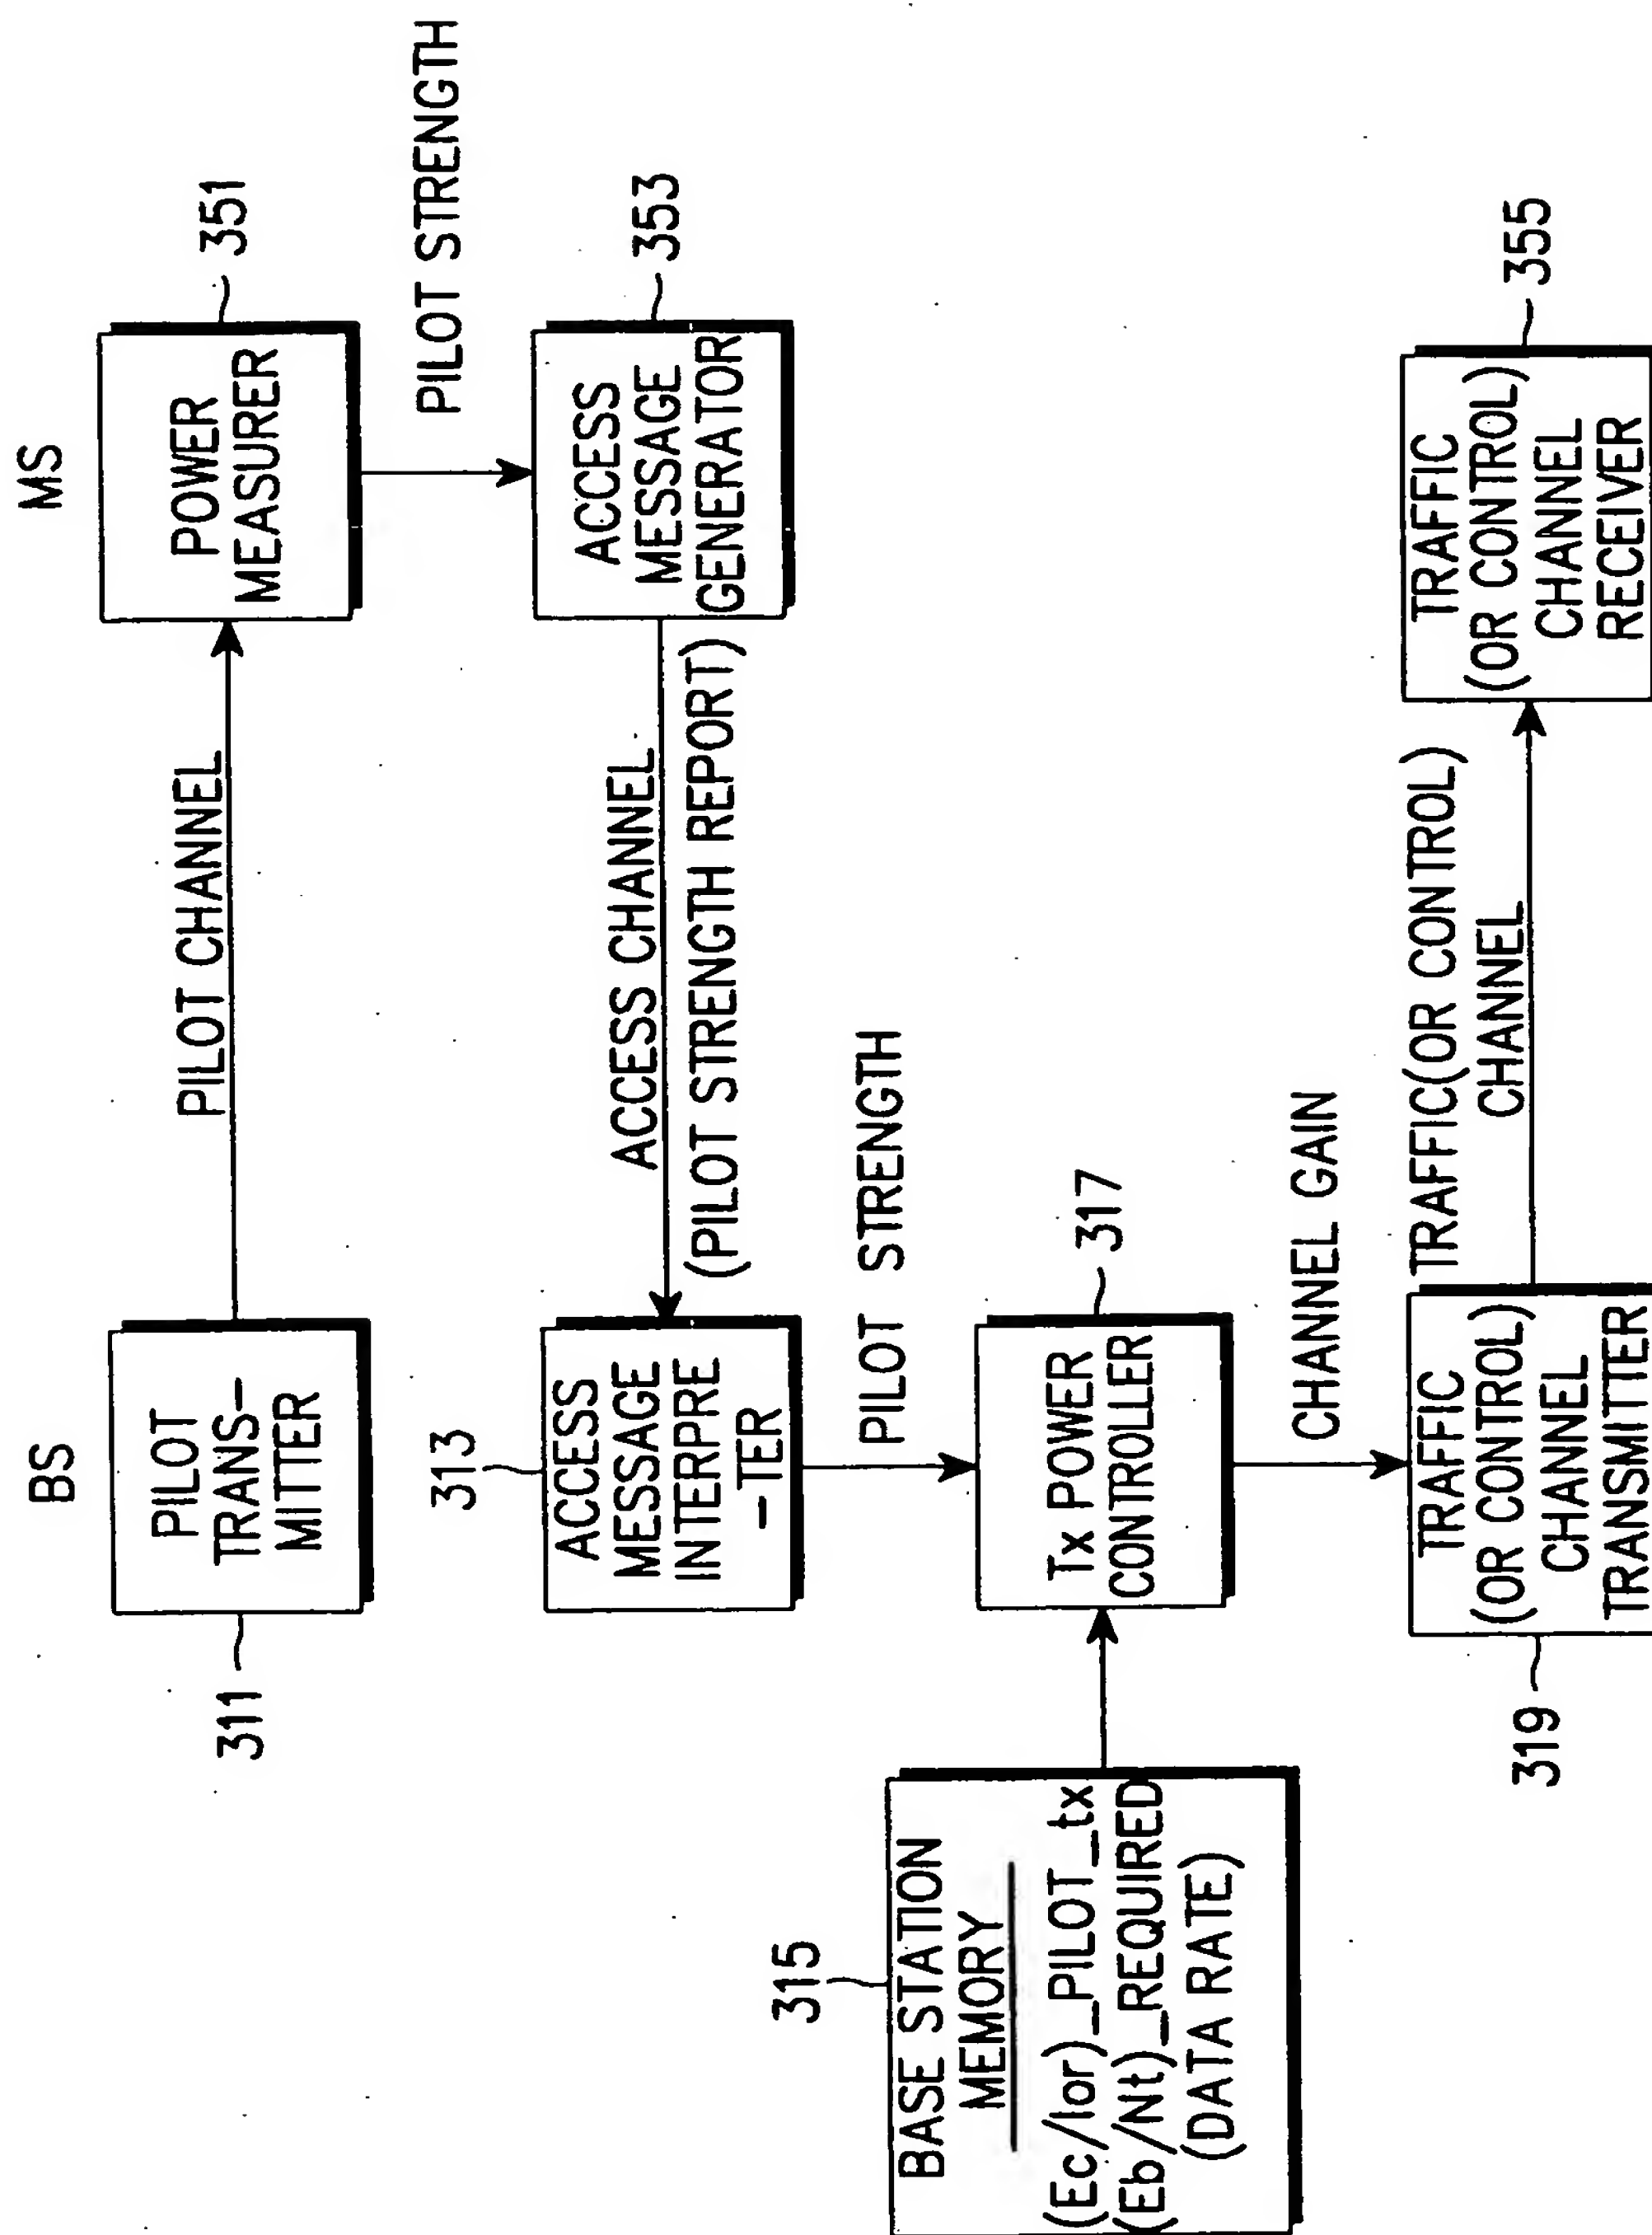 BS
MS
311
PILOT
TRANS-
MITTER
PILOT CHANNEL
POWER
MEASURER
351
PILOT STRENGTH
313
ACCESS
MESSAGE
INTERPRE
-TER
ACCESS CHANNEL
(PILOT STRENGTH REPORT)
ACCESS
MESSAGE
GENERATOR
353
PILOT STRENGTH
315
BASE STATION
MEMORY
(Ec/Ior)_PILOT_tx
(Eb/Nt)_REQUIRED
(DATA RATE)
Tx POWER
CONTROLLER
317
CHANNEL GAIN
319
TRAFFIC
(OR CONTROL)
CHANNEL
TRANSMITTER
TRAFFIC(OR CONTROL)
CHANNEL
TRAFFIC
(OR CONTROL)
CHANNEL
RECEIVER
355